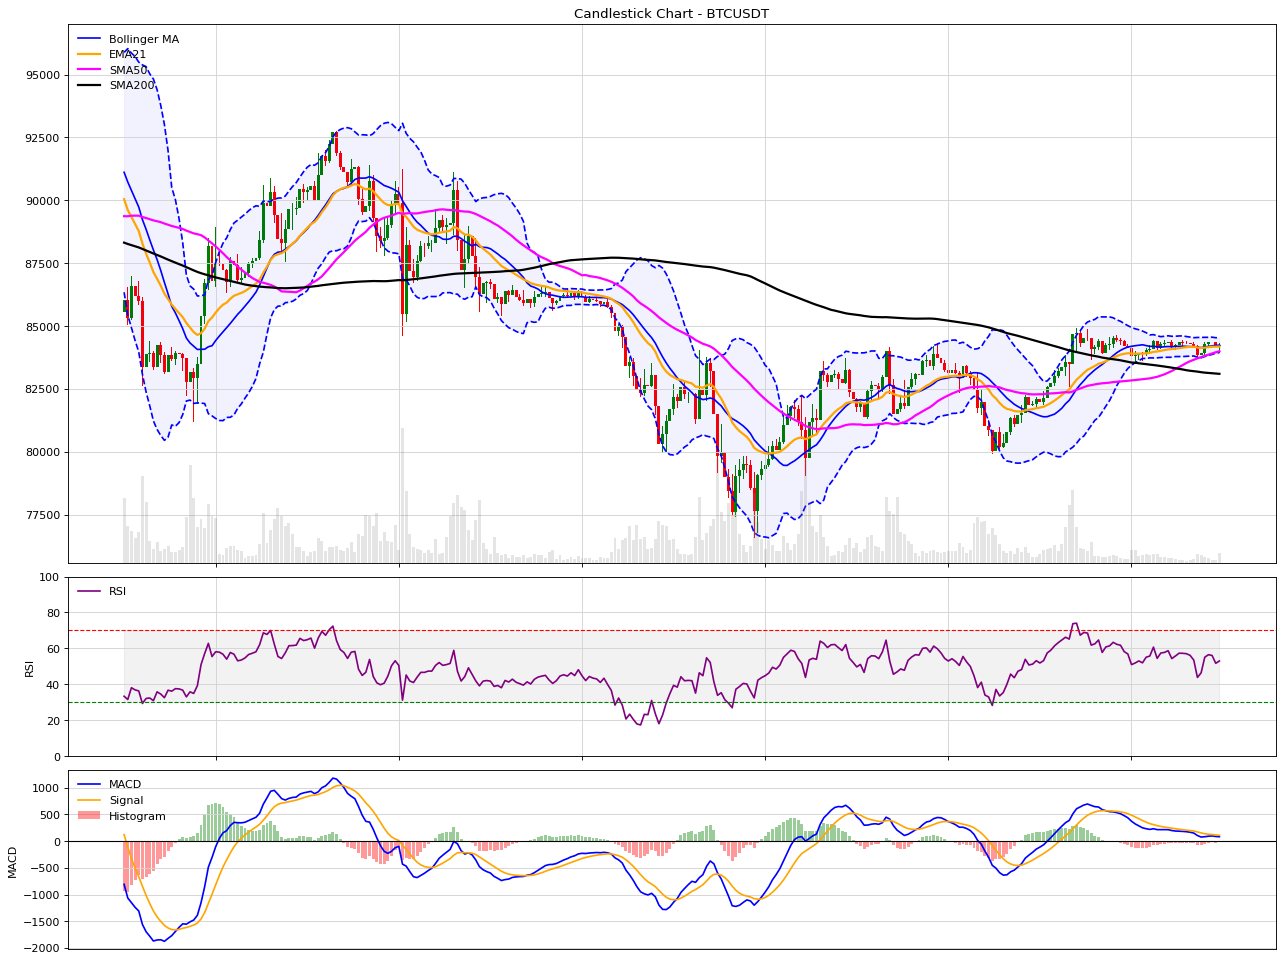 Candlestick Chart - BTCUSDT
Bollinger MA
EMA21
SMA50
SMA200
95000
92500
90000
87500
85000
82500
80000
77500
RSI
RSI
100
80
60
40
20
0
MACD
MACD
Signal
Histogram
1000
500
0
−500
−1000
−1500
−2000